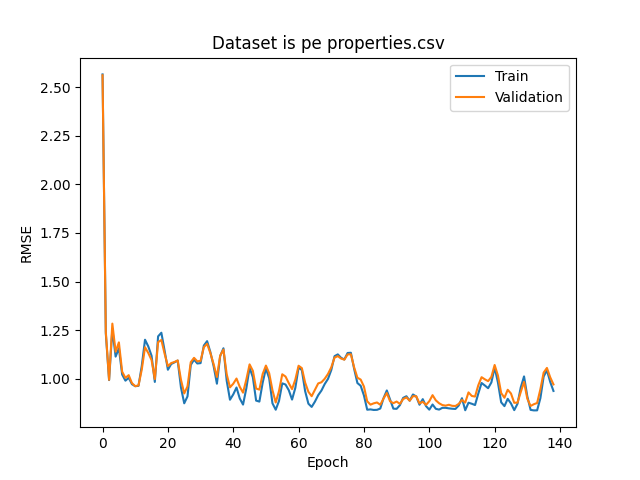 Dataset is pe properties.csv
Train
Validation
RMSE
2.50
2.25
2.00
1.75
1.50
1.25
1.00
0 20 40 60 80 100 120 140
Epoch